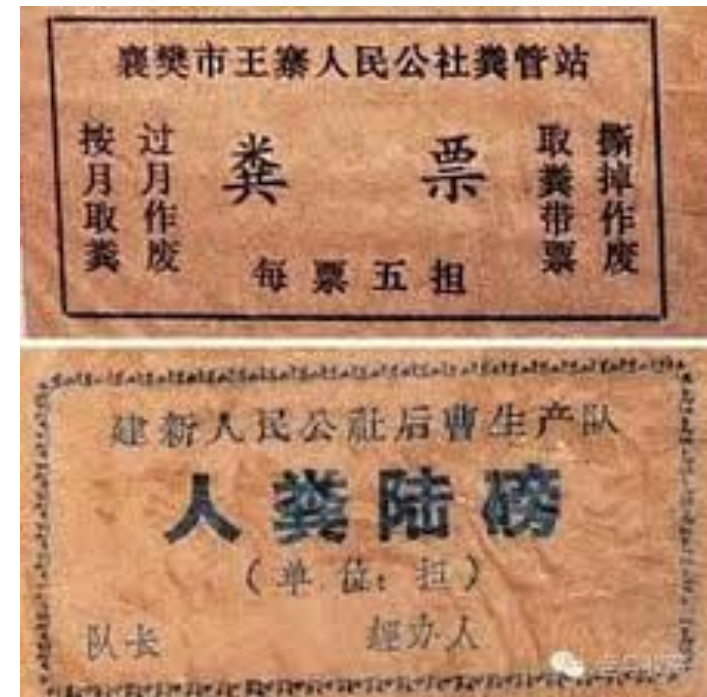 襄樊市王寨人民公社粪管站
按月取粪
过月作废
粪 票
取粪带票
撕掉作废
每票五担
建新人民公社后曹生产队
人粪陆磅
(单位:担)
队长 经办人